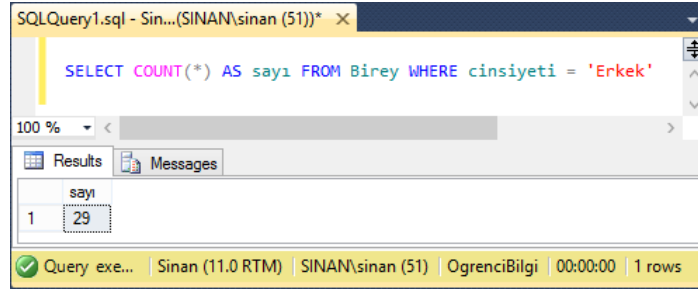 SQLQuery1.sql - Sin...(SINAN\sinan (51))*
SELECT COUNT(*) AS sayı FROM Birey WHERE cinsiyeti = 'Erkek'
100 %
Results Messages
sayı
1 29
Query exe... Sinan (11.0 RTM) SINAN\sinan (51) OgrenciBilgi 00:00:00 1 rows